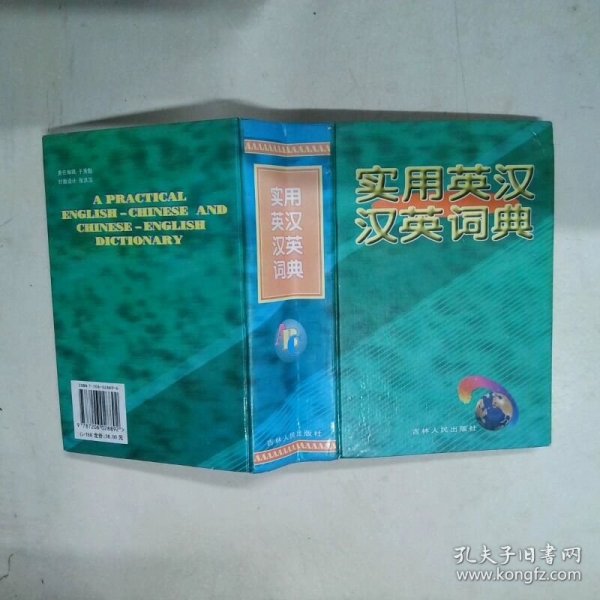 A PRACTICAL
ENGLISH-CHINESE AND
CHINESE-ENGLISH
DICTIONARY
实用
英汉
汉英
词典
吉林人民出版社
实用英汉
汉英词典
吉林人民出版社
孔夫子旧书网
www.kongfz.com